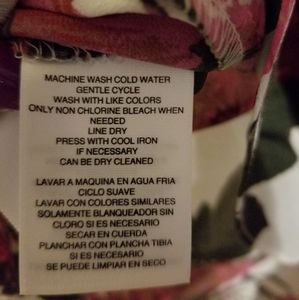 MACHINE WASH COLD WATER
GENTLE CYCLE
WASH WITH LIKE COLORS
ONLY NON CHLORINE BLEACH WHEN
NEEDED
LINE DRY
PRESS WITH COOL IRON
IF NECESSARY
CAN BE DRY CLEANED
LAVAR A MAQUINA EN AGUA FRIA
CICLO SUAVE
LAVAR CON COLORES SIMILARES
SOLAMENTE BLANQUEADOR SIN
CLORO SI ES NECESARIO
SECAR EN CUERDA
PLANCHAR CON PLANCHA TIBIA
SI ES NECESARIO
SE PUEDE LIMPIAR EN SECO